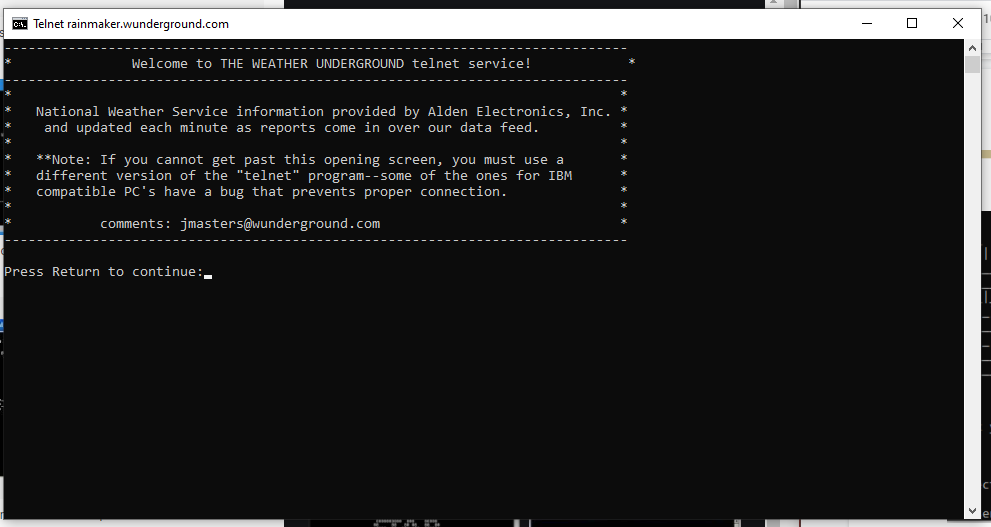 Telnet rainmaker.wunderground.com
------------------------------------------------------------------------------
*               Welcome to THE WEATHER UNDERGROUND telnet service!            *
------------------------------------------------------------------------------
*                                                                            *
*   National Weather Service information provided by Alden Electronics, Inc. *
*    and updated each minute as reports come in over our data feed.          *
*                                                                            *
*   **Note: If you cannot get past this opening screen, you must use a       *
*   different version of the "telnet" program--some of the ones for IBM      *
*   compatible PC's have a bug that prevents proper connection.              *
*                                                                            *
*           comments: jmasters@wunderground.com                              *
------------------------------------------------------------------------------
Press Return to continue: